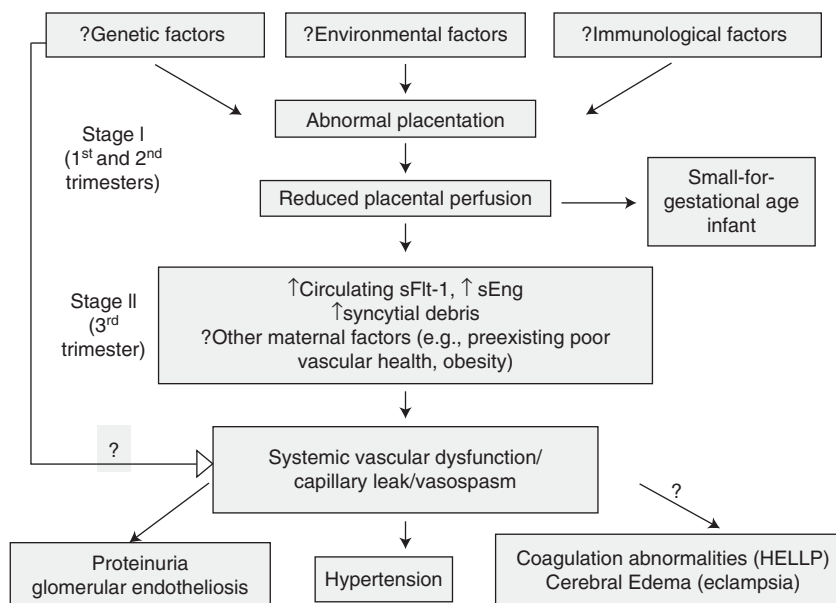 ?Genetic factors
?Environmental factors
?Immunological factors
Abnormal placentation
Stage I
(1st and 2nd
trimesters)
Reduced placental perfusion
Small-for-
gestational age
infant
Stage II
(3rd
trimester)
↑Circulating sFlt-1, ↑ sEng
↑syncytial debris
?Other maternal factors (e.g., preexisting poor
vascular health, obesity)
?
Systemic vascular dysfunction/
capillary leak/vasospasm
?
Proteinuria
glomerular endotheliosis
Hypertension
Coagulation abnormalities (HELLP)
Cerebral Edema (eclampsia)